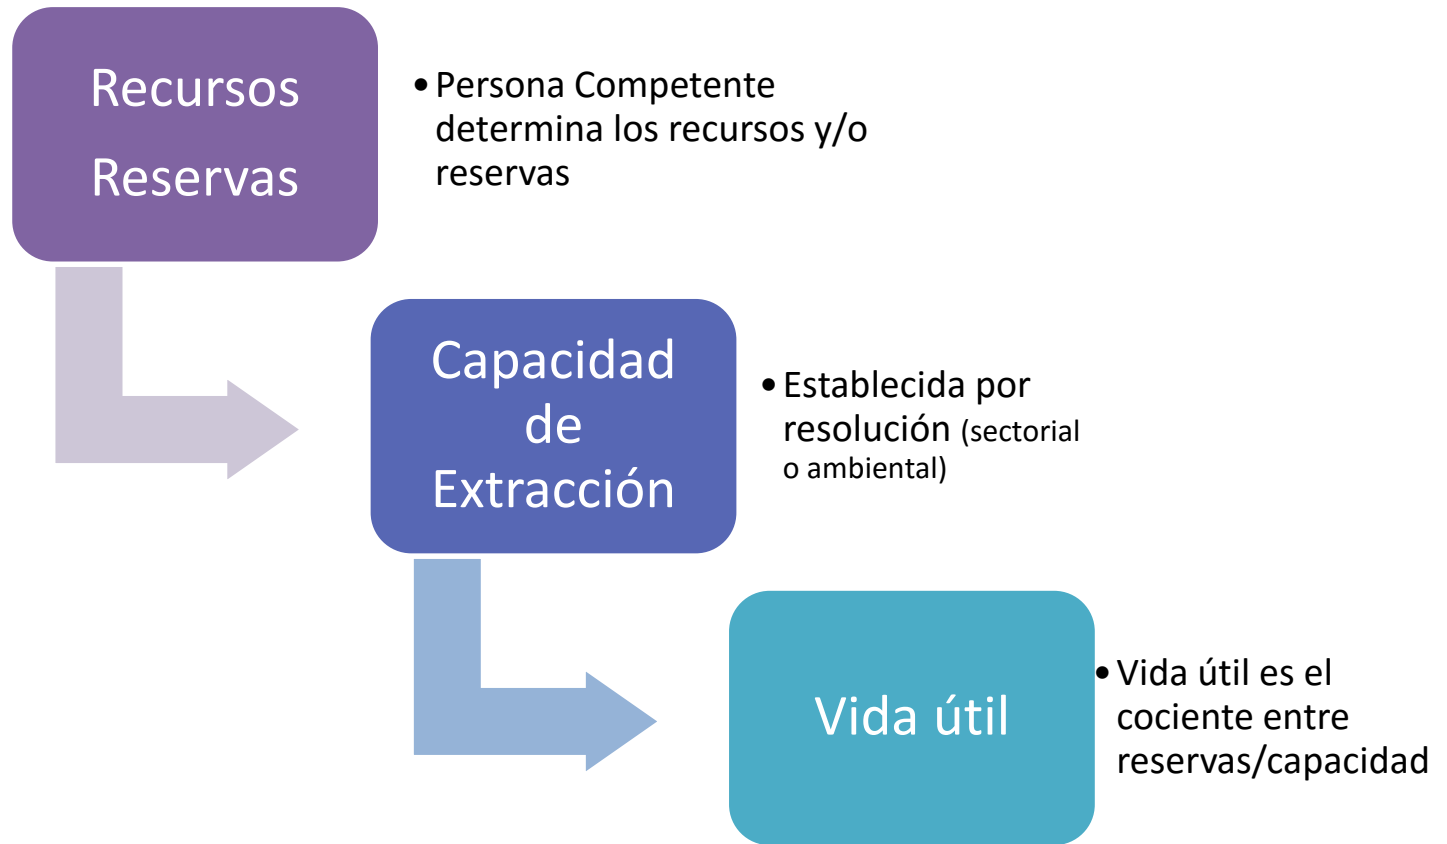 Recursos
Reservas
• Persona Competente
determina los recursos y/o
reservas
Capacidad
de
Extracción
• Establecida por
resolución (sectorial
o ambiental)
Vida útil
• Vida útil es el
cociente entre
reservas/capacidad